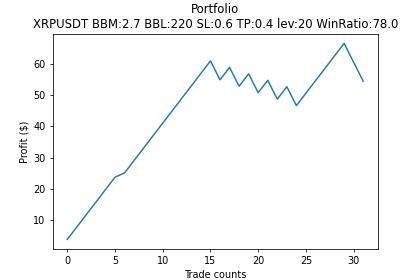 Portfolio
XRPUSDT BBM:2.7 BBL:220 SL:0.6 TP:0.4 lev:20 WinRatio:78.0
Profit ($)
60
50
40
30
20
10
0 5 10 15 20 25 30
Trade counts